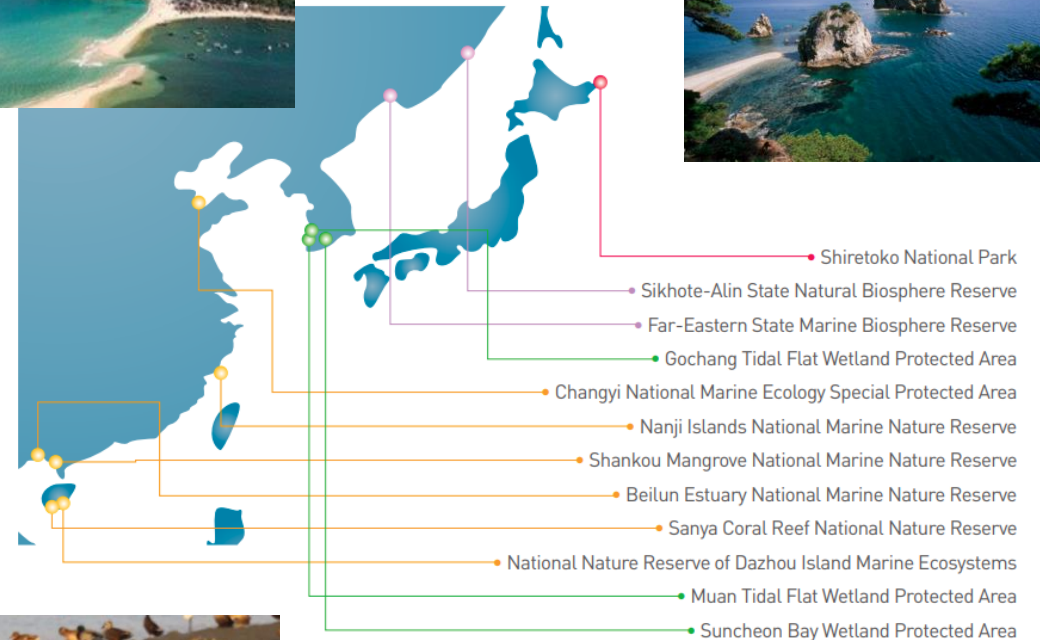 Shiretoko National Park
Sikhote-Alin State Natural Biosphere Reserve
Far-Eastern State Marine Biosphere Reserve
Gochang Tidal Flat Wetland Protected Area
Changyi National Marine Ecology Special Protected Area
Nanji Islands National Marine Nature Reserve
Shankou Mangrove National Marine Nature Reserve
Beilun Estuary National Marine Nature Reserve
Sanya Coral Reef National Nature Reserve
National Nature Reserve of Dazhou Island Marine Ecosystems
Muan Tidal Flat Wetland Protected Area
Suncheon Bay Wetland Protected Area